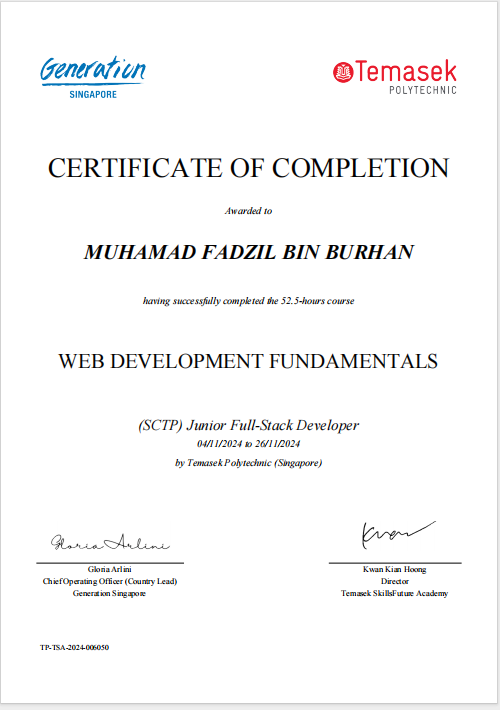 Generation
SINGAPORE
Temasek
POLYTECHNIC
CERTIFICATE OF COMPLETION
Awarded to
MUHAMAD FADZIL BIN BURHAN
having successfully completed the 52.5-hours course
WEB DEVELOPMENT FUNDAMENTALS
(SCTP) Junior Full-Stack Developer
04/11/2024 to 26/11/2024
by Temasek Polytechnic (Singapore)
Gloria Arlini
Kwan
Gloria Arlini
Chief Operating Officer (Country Lead)
Generation Singapore
Kwan Kian Hoong
Director
Temasek SkillsFuture Academy
TP-TSA-2024-006050